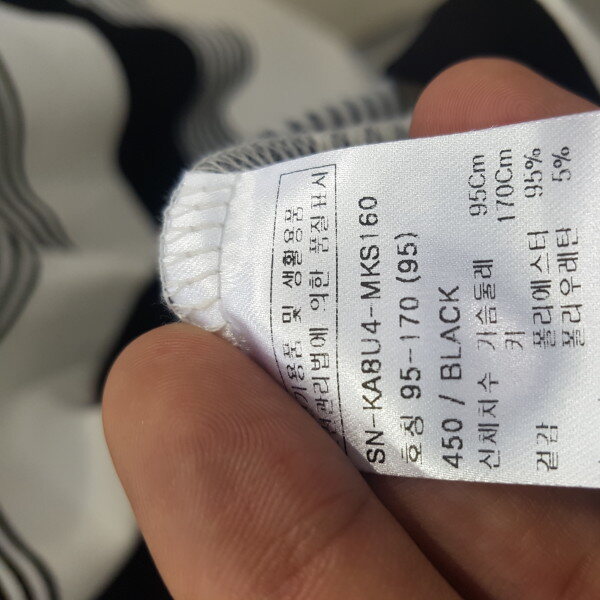 이용품 및 생활용품
관리법에 의한 품질표시
SN-KA8U4-MKS160
호칭 95-170 (95)
450 / BLACK
신체치수 가슴둘레 95Cm
키 170Cm
겉감 폴리에스터 95%
폴리우레탄 5%